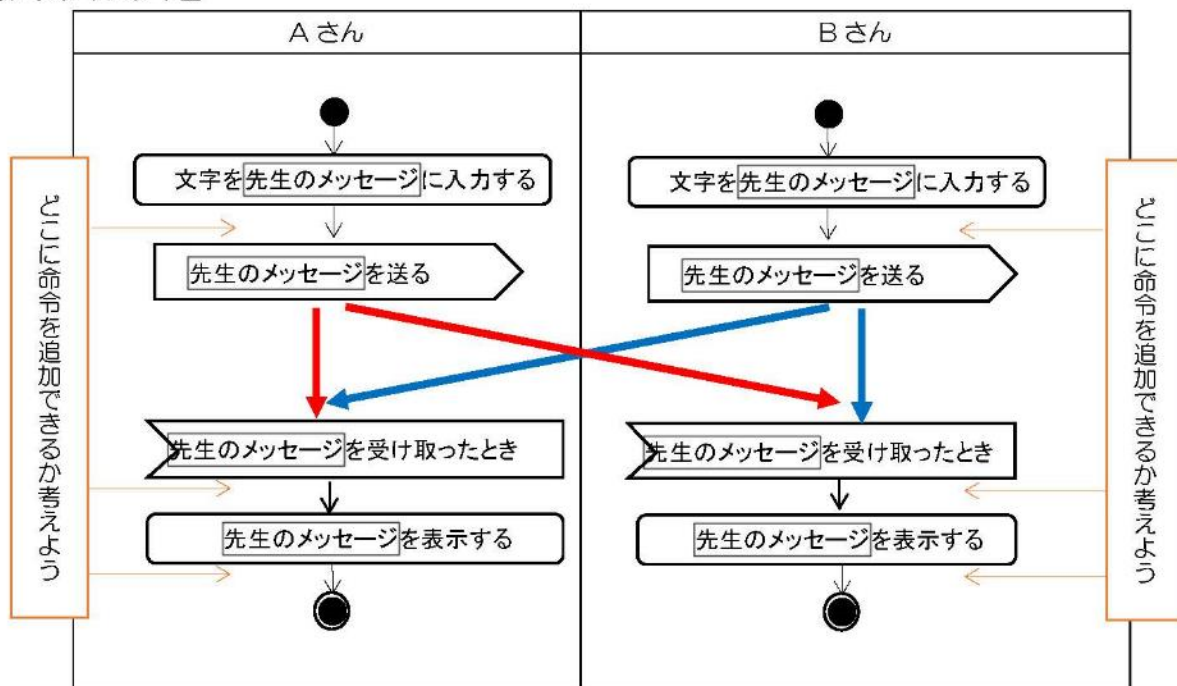 Aさん
Bさん
文字を先生のメッセージに入力する
文字を先生のメッセージに入力する
先生のメッセージを送る
先生のメッセージを送る
どこに命令を追加できるか考えよう
どこに命令を追加できるか考えよう
先生のメッセージを受け取ったとき
先生のメッセージを受け取ったとき
先生のメッセージを表示する
先生のメッセージを表示する